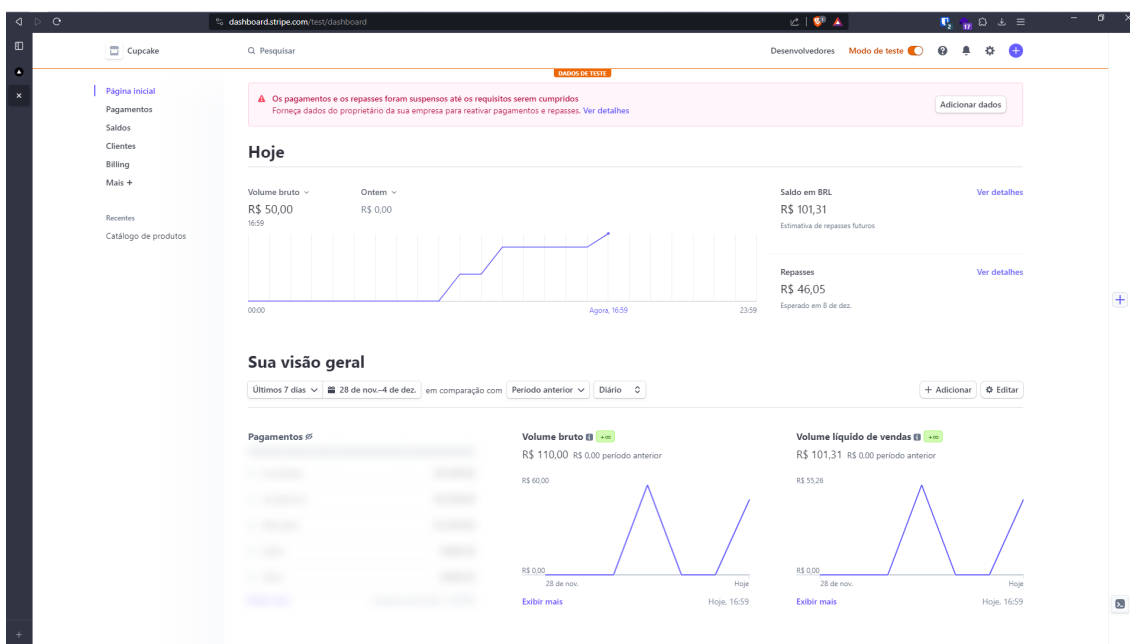 dashboard.stripe.com/test/dashboard
2
17
Cupcake
Pesquisar
Desenvolvedores
Modo de teste
DADOS DE TESTE
Página inicial
Pagamentos
Saldos
Clientes
Billing
Mais +
Recentes
Catálogo de produtos
Os pagamentos e os repasses foram suspensos até os requisitos serem cumpridos
Forneça dados do proprietário da sua empresa para reativar pagamentos e repasses. Ver detalhes
Adicionar dados
Hoje
Volume bruto
Ontem
R$ 50,00
R$ 0,00
16:59
00:00
Agora, 16:59
23:59
Saldo em BRL
Ver detalhes
R$ 101,31
Estimativa de repasses futuros
Repasses
Ver detalhes
R$ 46,05
Esperado em 8 de dez.
Sua visão geral
Últimos 7 dias
28 de nov.–4 de dez.
em comparação com
Período anterior
Diário
+ Adicionar
Editar
Pagamentos
Volume bruto
+∞
R$ 110,00 R$ 0,00 período anterior
R$ 60,00
R$ 0,00
28 de nov.
Hoje
Exibir mais
Hoje, 16:59
Volume líquido de vendas
+∞
R$ 101,31 R$ 0,00 período anterior
R$ 55,26
R$ 0,00
28 de nov.
Hoje
Exibir mais
Hoje, 16:59